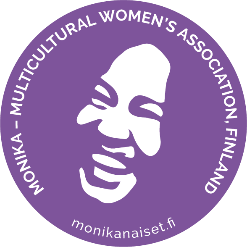 MONIKA – MULTICULTURAL WOMEN'S ASSOCIATION, FINLAND
monikanaiset.fi